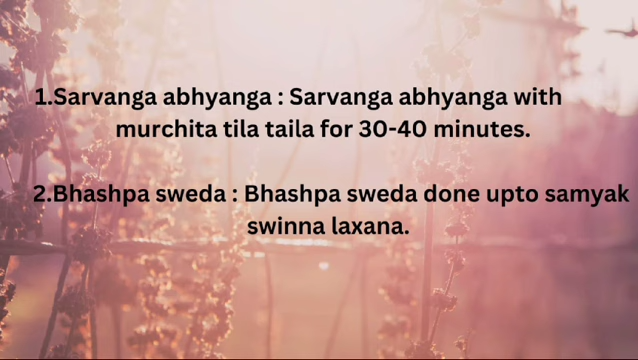 1.Sarvanga abhyanga : Sarvanga abhyanga with
murchita tila taila for 30-40 minutes.
2.Bhashpa sweda : Bhashpa sweda done upto samyak
swinna laxana.